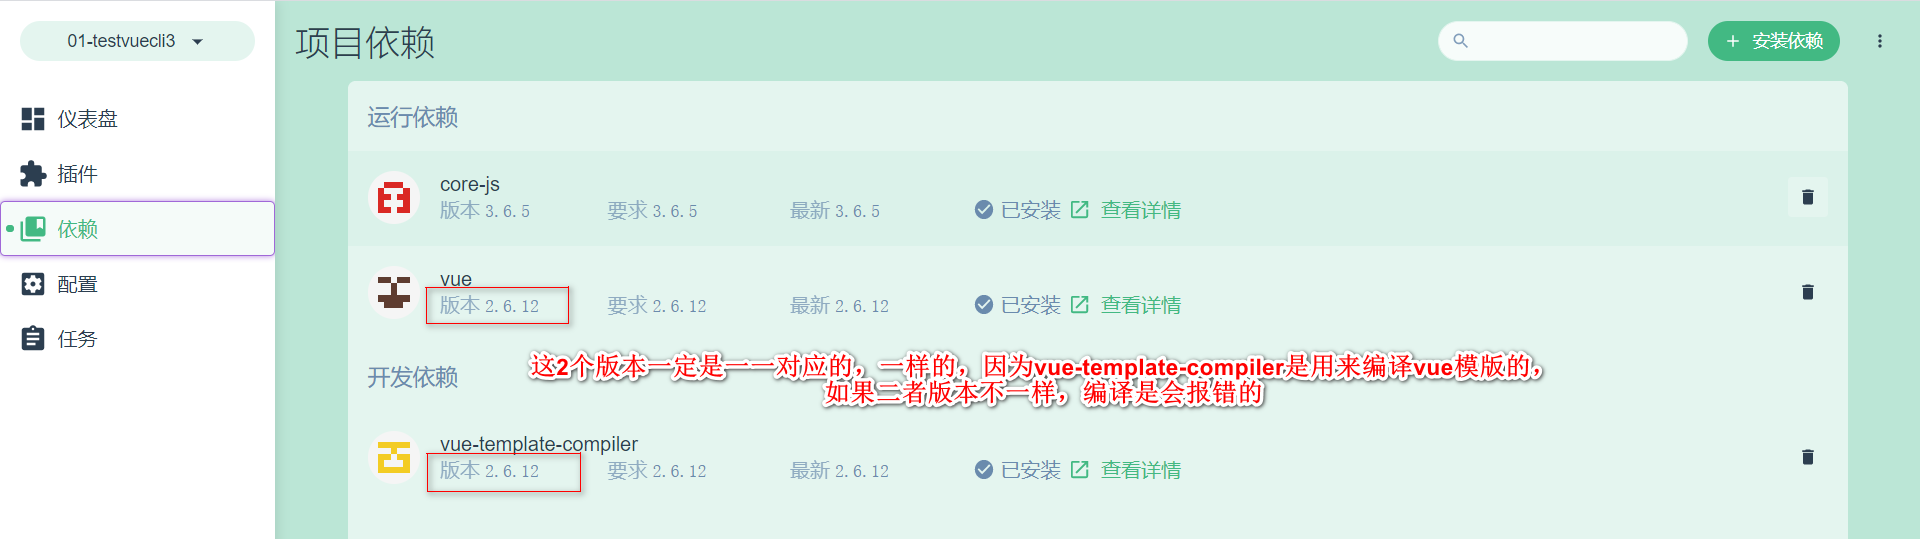 01-testvuecli3
仪表盘
插件
依赖
配置
任务
项目依赖
安装依赖
运行依赖
core-js
版本 3.6.5 要求 3.6.5 最新 3.6.5 已安装 查看详情
vue
版本 2.6.12 要求 2.6.12 最新 2.6.12 已安装 查看详情
这2个版本一定是一一对应的，一样的，因为vue-template-compiler是用来编译vue模版的，
如果二者版本不一样，编译是会报错的
开发依赖
vue-template-compiler
版本 2.6.12 要求 2.6.12 最新 2.6.12 已安装 查看详情